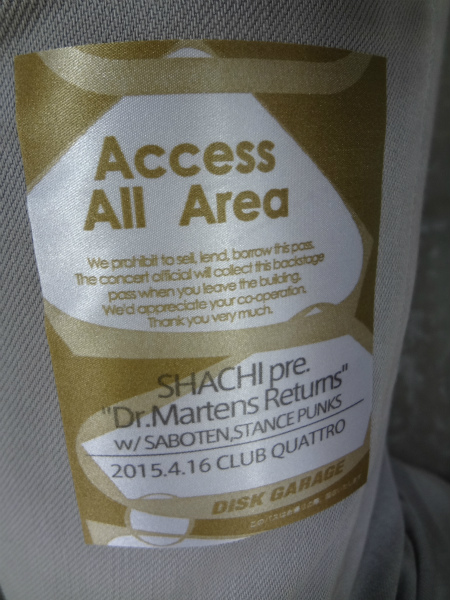 Access
All Area
We prohibit to sell, lend, borrow this pass.
The concert official will collect this backstage
pass when you leave the building.
We'd appreciate your co-operation.
Thank you very much.
SHACHI pre.
"Dr.Martens Returns"
w/ SABOTEN,STANCE PUNKS
2015.4.16 CLUB QUATTRO
DISK GARAGE